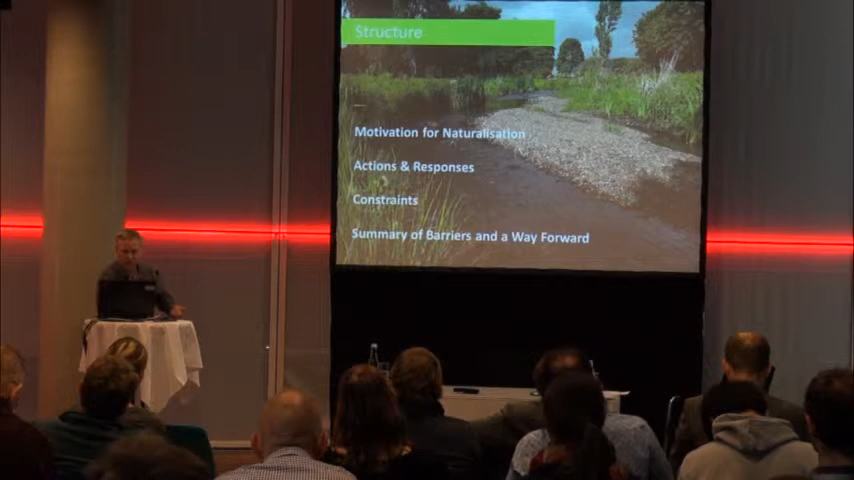 Structure
Motivation for Naturalisation
Actions & Responses
Constraints
Summary of Barriers and a Way Forward